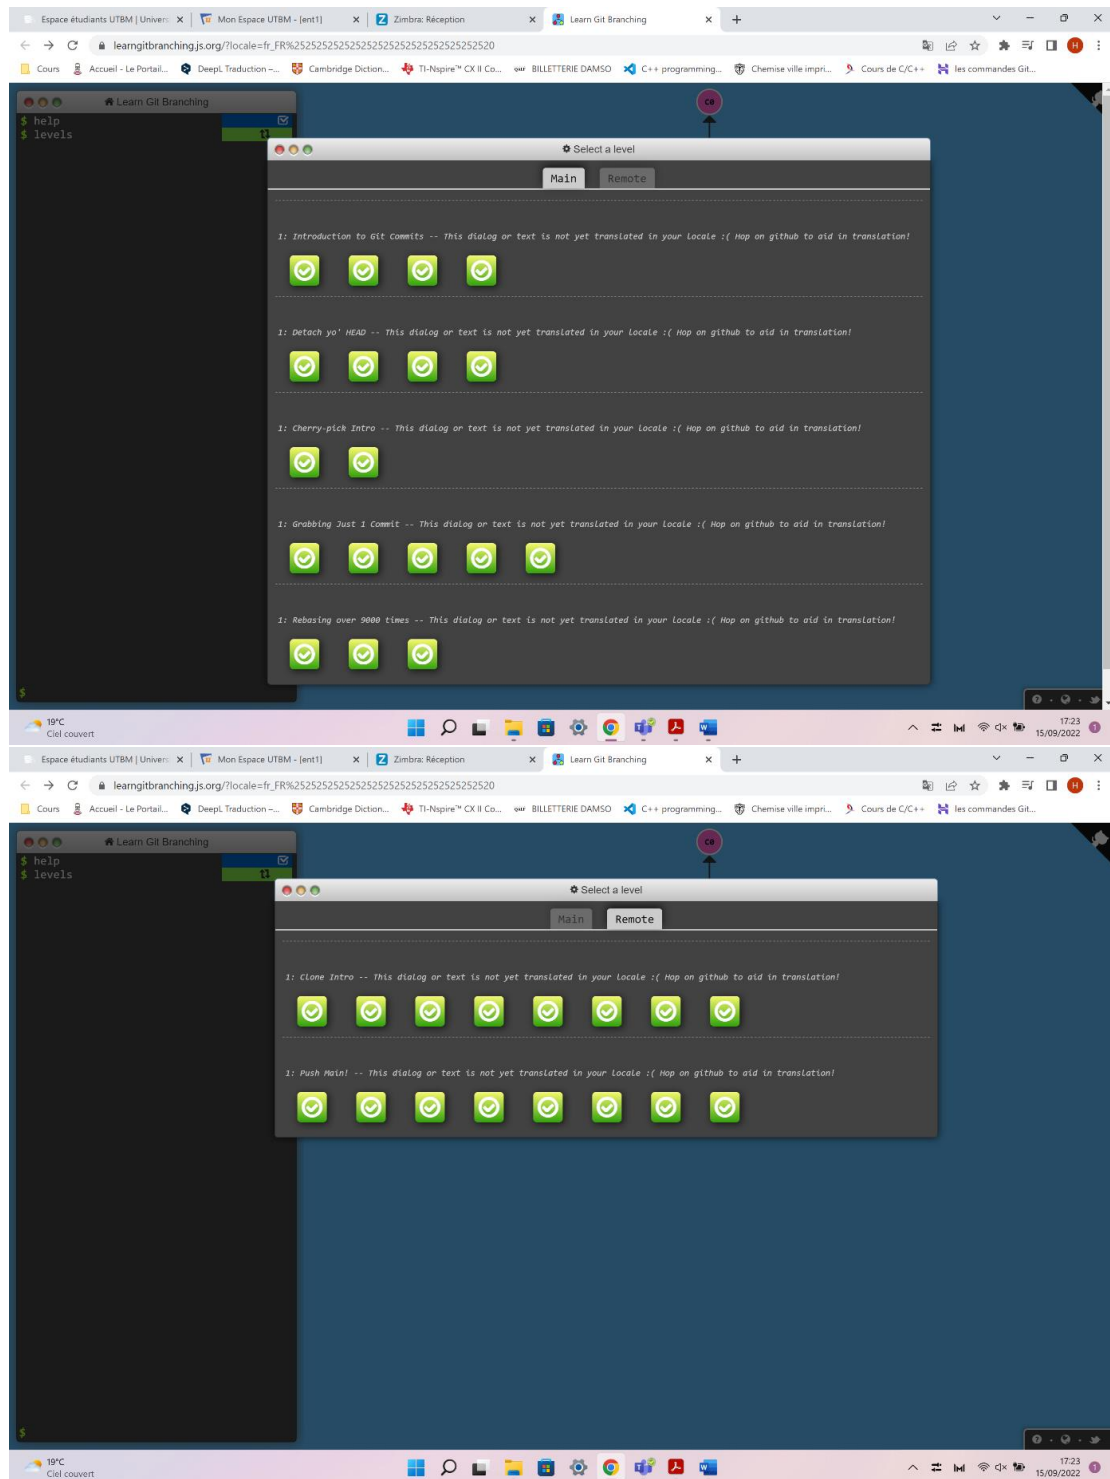 Espace étudiants UTBM | Univers Mon Espace UTBM - [ent1] Zimbra: Réception Learn Git Branching
learngitbranching.js.org/?locale=fr_FR%252525252525252525252525252525252520
Cours Accueil - Le Portail... DeepL Traduction –... Cambridge Diction... TI-Nspire™ CX II Co... BILLETTERIE DAMSO C++ programming... Chemise ville impri... Cours de C/C++ les commandes Git...
Learn Git Branching
$ help
$ levels
c0
Select a level
Main Remote
1: Introduction to Git Commits -- This dialog or text is not yet translated in your locale :( Hop on github to aid in translation!
1: Detach yo' HEAD -- This dialog or text is not yet translated in your locale :( Hop on github to aid in translation!
1: Cherry-pick Intro -- This dialog or text is not yet translated in your locale :( Hop on github to aid in translation!
1: Grabbing Just 1 Commit -- This dialog or text is not yet translated in your locale :( Hop on github to aid in translation!
1: Rebasing over 9000 times -- This dialog or text is not yet translated in your locale :( Hop on github to aid in translation!
$
19°C
Ciel couvert
17:23
15/09/2022 1
Espace étudiants UTBM | Univers Mon Espace UTBM - [ent1] Zimbra: Réception Learn Git Branching
learngitbranching.js.org/?locale=fr_FR%252525252525252525252525252525252520
Cours Accueil - Le Portail... DeepL Traduction –... Cambridge Diction... TI-Nspire™ CX II Co... BILLETTERIE DAMSO C++ programming... Chemise ville impri... Cours de C/C++ les commandes Git...
Learn Git Branching
$ help
$ levels
c0
Select a level
Main Remote
1: Clone Intro -- This dialog or text is not yet translated in your locale :( Hop on github to aid in translation!
1: Push Main! -- This dialog or text is not yet translated in your locale :( Hop on github to aid in translation!
$
19°C
Ciel couvert
17:23
15/09/2022 1